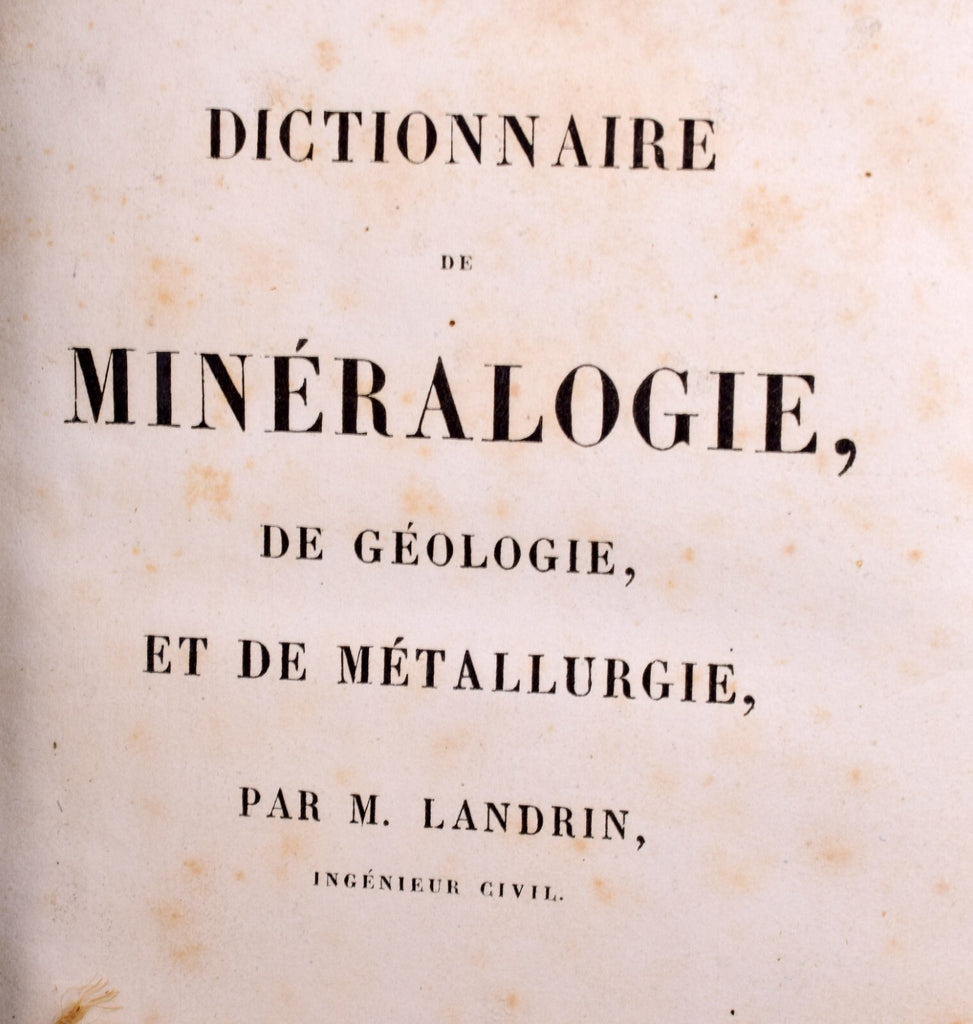 DICTIONNAIRE
DE
MINÉRALOGIE,
DE GÉOLOGIE,
ET DE MÉTALLURGIE,
PAR M. LANDRIN,
INGÉNIEUR CIVIL.